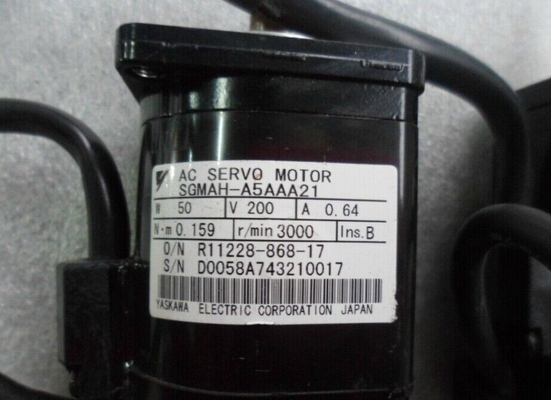 AC SERVO MOTOR
SGMAH-A5AAA21
W 50 V 200 A 0.64
N·m 0.159 r/min 3000 Ins.B
O/N R11228-868-17
S/N D0058A743210017
YASKAWA ELECTRIC CORPORATION JAPAN